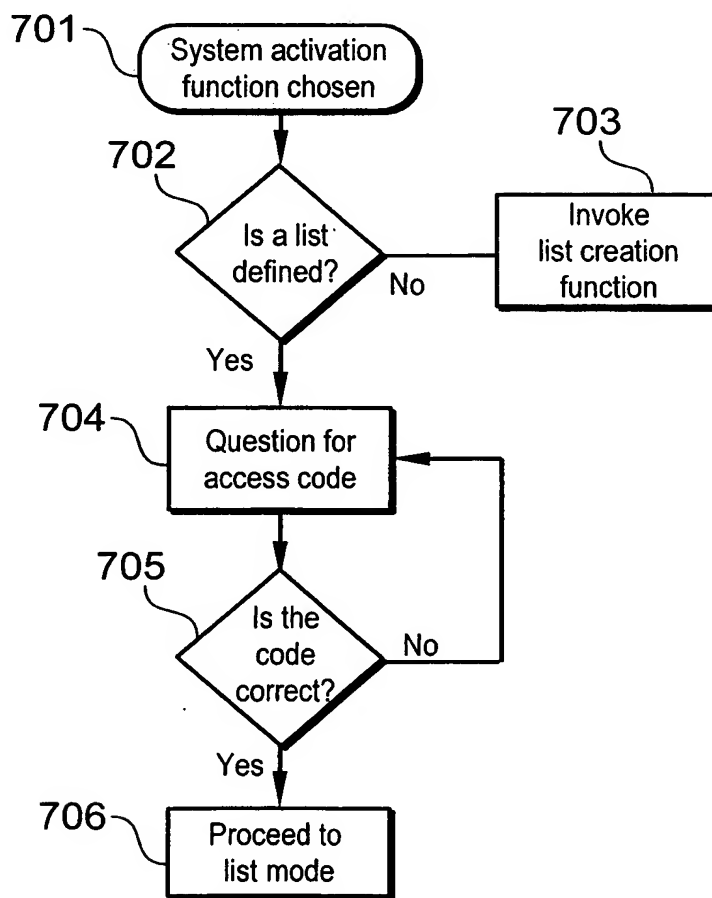 701
System activation
function chosen
702
Is a list
defined?
No
703
Invoke
list creation
function
Yes
704
Question for
access code
705
Is the
code
correct?
No
Yes
706
Proceed to
list mode